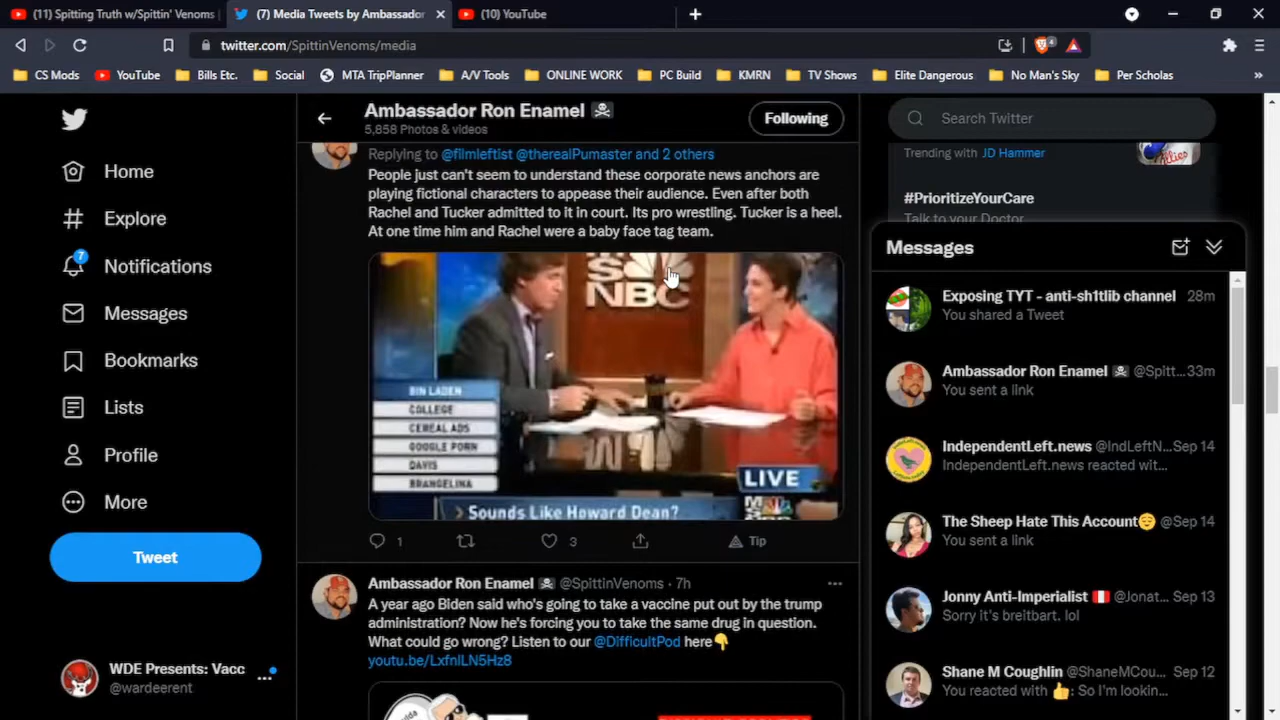 (11) Spitting Truth w/Spittin' Venoms
(7) Media Tweets by Ambassador
(10) YouTube
twitter.com/SpittinVenoms/media
4
CS Mods
YouTube
Bills Etc.
Social
MTA TripPlanner
A/V Tools
ONLINE WORK
PC Build
KMRN
TV Shows
Elite Dangerous
No Man's Sky
Per Scholas
Home
Explore
7
Notifications
Messages
Bookmarks
Lists
Profile
More
Tweet
WDE Presents: Vacc
@wardeerent
Ambassador Ron Enamel ☠
5,858 Photos & videos
Following
Replying to @filmleftist @therealPumaster and 2 others
People just can't seem to understand these corporate news anchors are
playing fictional characters to appease their audience. Even after both
Rachel and Tucker admitted to it in court. Its pro wrestling. Tucker is a heel.
At one time him and Rachel were a baby face tag team.
MSNBC
BIN LADEN
COLLEGE
CEREAL ADS
GOOGLE PORN
DAVIS
BRANGELINA
LIVE
Sounds Like Howard Dean?
1
3
Tip
Ambassador Ron Enamel ☠ @SpittinVenoms · 7h
A year ago Biden said who's going to take a vaccine put out by the trump
administration? Now he's forcing you to take the same drug in question.
What could go wrong? Listen to our @DifficultPod here👇
Search Twitter
Trending with JD Hammer
#PrioritizeYourCare
Talk to your Doctor
Messages
Exposing TYT - anti-sh1tlib channel 28m
You shared a Tweet
Ambassador Ron Enamel ☠ @Spitt...33m
You sent a link
IndependentLeft.news @IndLeftN... Sep 14
IndependentLeft.news reacted wit...
The Sheep Hate This Account😌 @Sep 14
You sent a link
Jonny Anti-Imperialist 🇵🇪 @Jonat... Sep 13
Sorry it's breitbart. lol
Shane M Coughlin @ShaneMCou... Sep 12
You reacted with 👍: So I'm lookin...